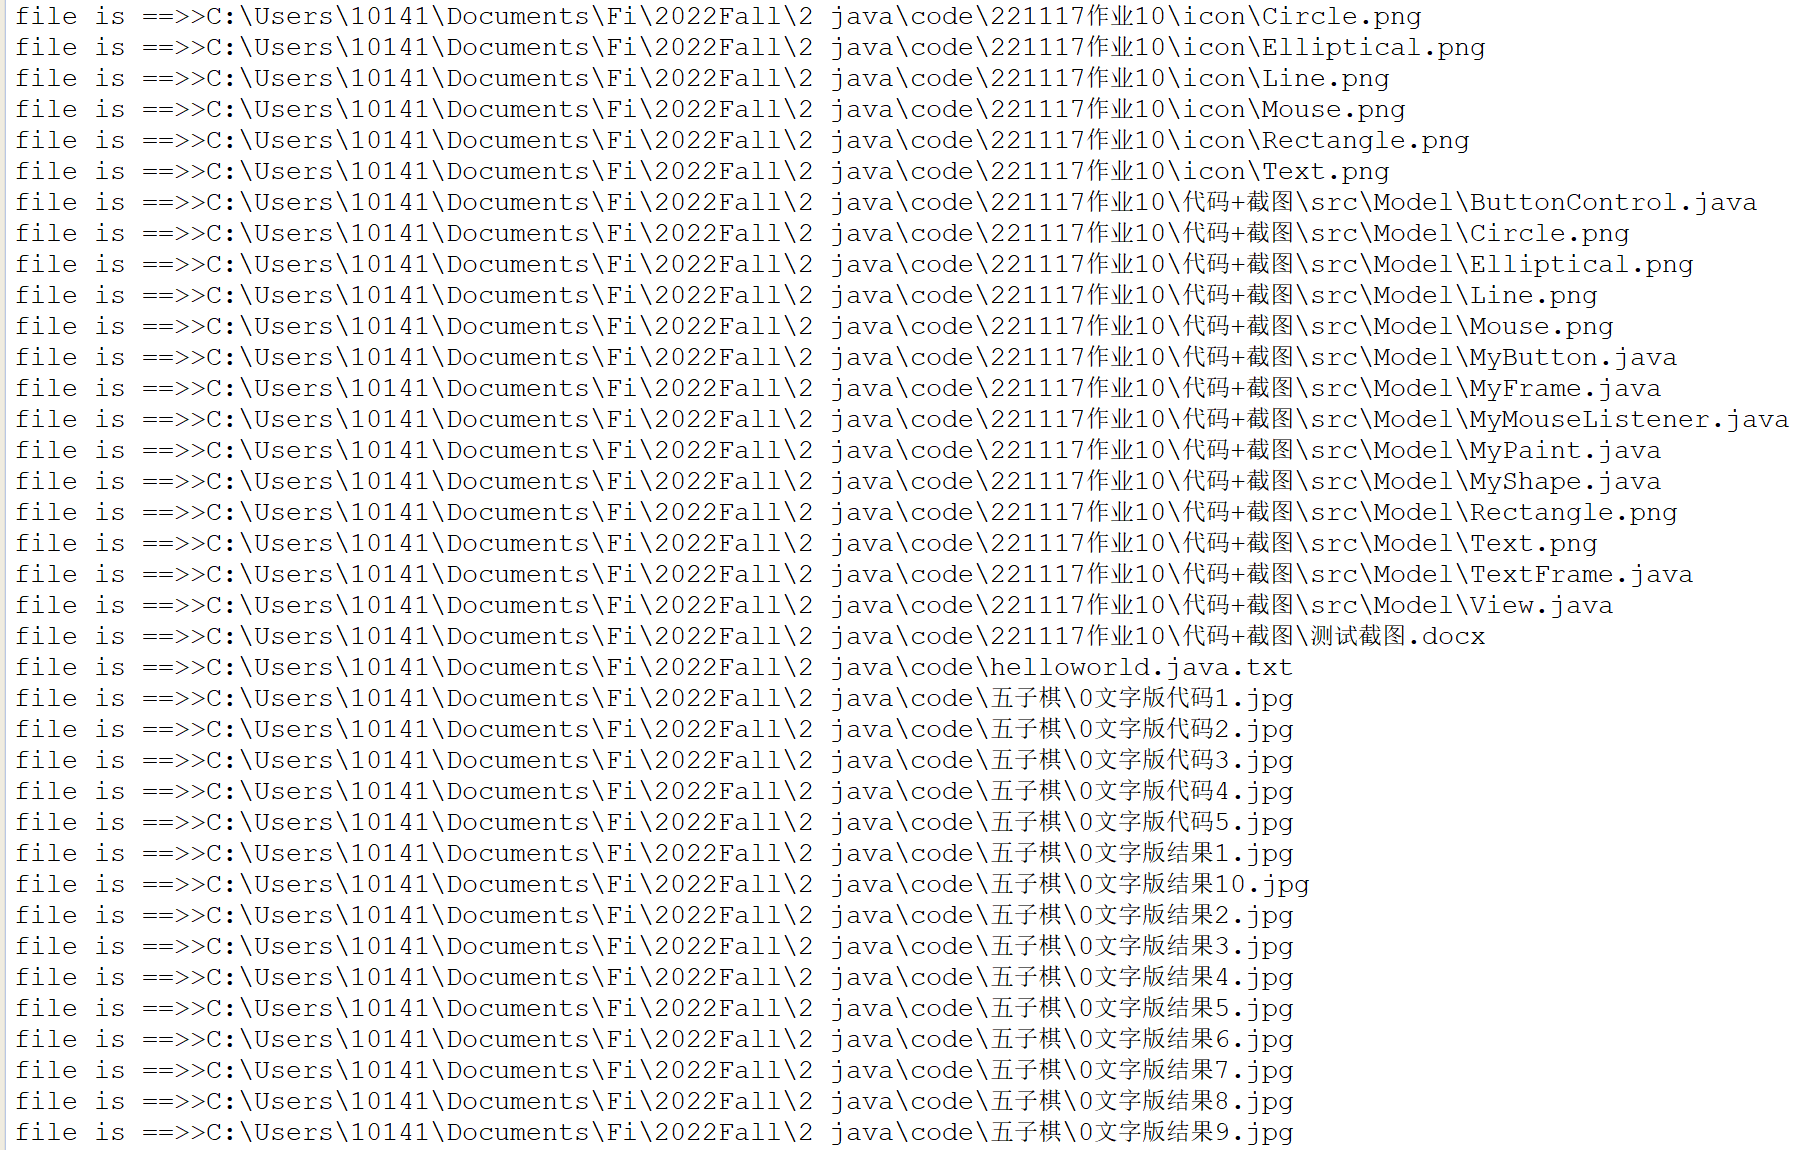 file is ==>>C:\Users\10141\Documents\Fi\2022Fall\2 java\code\221117作业10\icon\Circle.png
file is ==>>C:\Users\10141\Documents\Fi\2022Fall\2 java\code\221117作业10\icon\Elliptical.png
file is ==>>C:\Users\10141\Documents\Fi\2022Fall\2 java\code\221117作业10\icon\Line.png
file is ==>>C:\Users\10141\Documents\Fi\2022Fall\2 java\code\221117作业10\icon\Mouse.png
file is ==>>C:\Users\10141\Documents\Fi\2022Fall\2 java\code\221117作业10\icon\Rectangle.png
file is ==>>C:\Users\10141\Documents\Fi\2022Fall\2 java\code\221117作业10\icon\Text.png
file is ==>>C:\Users\10141\Documents\Fi\2022Fall\2 java\code\221117作业10\代码+截图\src\Model\ButtonControl.java
file is ==>>C:\Users\10141\Documents\Fi\2022Fall\2 java\code\221117作业10\代码+截图\src\Model\Circle.png
file is ==>>C:\Users\10141\Documents\Fi\2022Fall\2 java\code\221117作业10\代码+截图\src\Model\Elliptical.png
file is ==>>C:\Users\10141\Documents\Fi\2022Fall\2 java\code\221117作业10\代码+截图\src\Model\Line.png
file is ==>>C:\Users\10141\Documents\Fi\2022Fall\2 java\code\221117作业10\代码+截图\src\Model\Mouse.png
file is ==>>C:\Users\10141\Documents\Fi\2022Fall\2 java\code\221117作业10\代码+截图\src\Model\MyButton.java
file is ==>>C:\Users\10141\Documents\Fi\2022Fall\2 java\code\221117作业10\代码+截图\src\Model\MyFrame.java
file is ==>>C:\Users\10141\Documents\Fi\2022Fall\2 java\code\221117作业10\代码+截图\src\Model\MyMouseListener.java
file is ==>>C:\Users\10141\Documents\Fi\2022Fall\2 java\code\221117作业10\代码+截图\src\Model\MyPaint.java
file is ==>>C:\Users\10141\Documents\Fi\2022Fall\2 java\code\221117作业10\代码+截图\src\Model\MyShape.java
file is ==>>C:\Users\10141\Documents\Fi\2022Fall\2 java\code\221117作业10\代码+截图\src\Model\Rectangle.png
file is ==>>C:\Users\10141\Documents\Fi\2022Fall\2 java\code\221117作业10\代码+截图\src\Model\Text.png
file is ==>>C:\Users\10141\Documents\Fi\2022Fall\2 java\code\221117作业10\代码+截图\src\Model\TextFrame.java
file is ==>>C:\Users\10141\Documents\Fi\2022Fall\2 java\code\221117作业10\代码+截图\src\Model\View.java
file is ==>>C:\Users\10141\Documents\Fi\2022Fall\2 java\code\221117作业10\代码+截图\测试截图.docx
file is ==>>C:\Users\10141\Documents\Fi\2022Fall\2 java\code\helloworld.java.txt
file is ==>>C:\Users\10141\Documents\Fi\2022Fall\2 java\code\五子棋\0文字版代码1.jpg
file is ==>>C:\Users\10141\Documents\Fi\2022Fall\2 java\code\五子棋\0文字版代码2.jpg
file is ==>>C:\Users\10141\Documents\Fi\2022Fall\2 java\code\五子棋\0文字版代码3.jpg
file is ==>>C:\Users\10141\Documents\Fi\2022Fall\2 java\code\五子棋\0文字版代码4.jpg
file is ==>>C:\Users\10141\Documents\Fi\2022Fall\2 java\code\五子棋\0文字版代码5.jpg
file is ==>>C:\Users\10141\Documents\Fi\2022Fall\2 java\code\五子棋\0文字版结果1.jpg
file is ==>>C:\Users\10141\Documents\Fi\2022Fall\2 java\code\五子棋\0文字版结果10.jpg
file is ==>>C:\Users\10141\Documents\Fi\2022Fall\2 java\code\五子棋\0文字版结果2.jpg
file is ==>>C:\Users\10141\Documents\Fi\2022Fall\2 java\code\五子棋\0文字版结果3.jpg
file is ==>>C:\Users\10141\Documents\Fi\2022Fall\2 java\code\五子棋\0文字版结果4.jpg
file is ==>>C:\Users\10141\Documents\Fi\2022Fall\2 java\code\五子棋\0文字版结果5.jpg
file is ==>>C:\Users\10141\Documents\Fi\2022Fall\2 java\code\五子棋\0文字版结果6.jpg
file is ==>>C:\Users\10141\Documents\Fi\2022Fall\2 java\code\五子棋\0文字版结果7.jpg
file is ==>>C:\Users\10141\Documents\Fi\2022Fall\2 java\code\五子棋\0文字版结果8.jpg
file is ==>>C:\Users\10141\Documents\Fi\2022Fall\2 java\code\五子棋\0文字版结果9.jpg